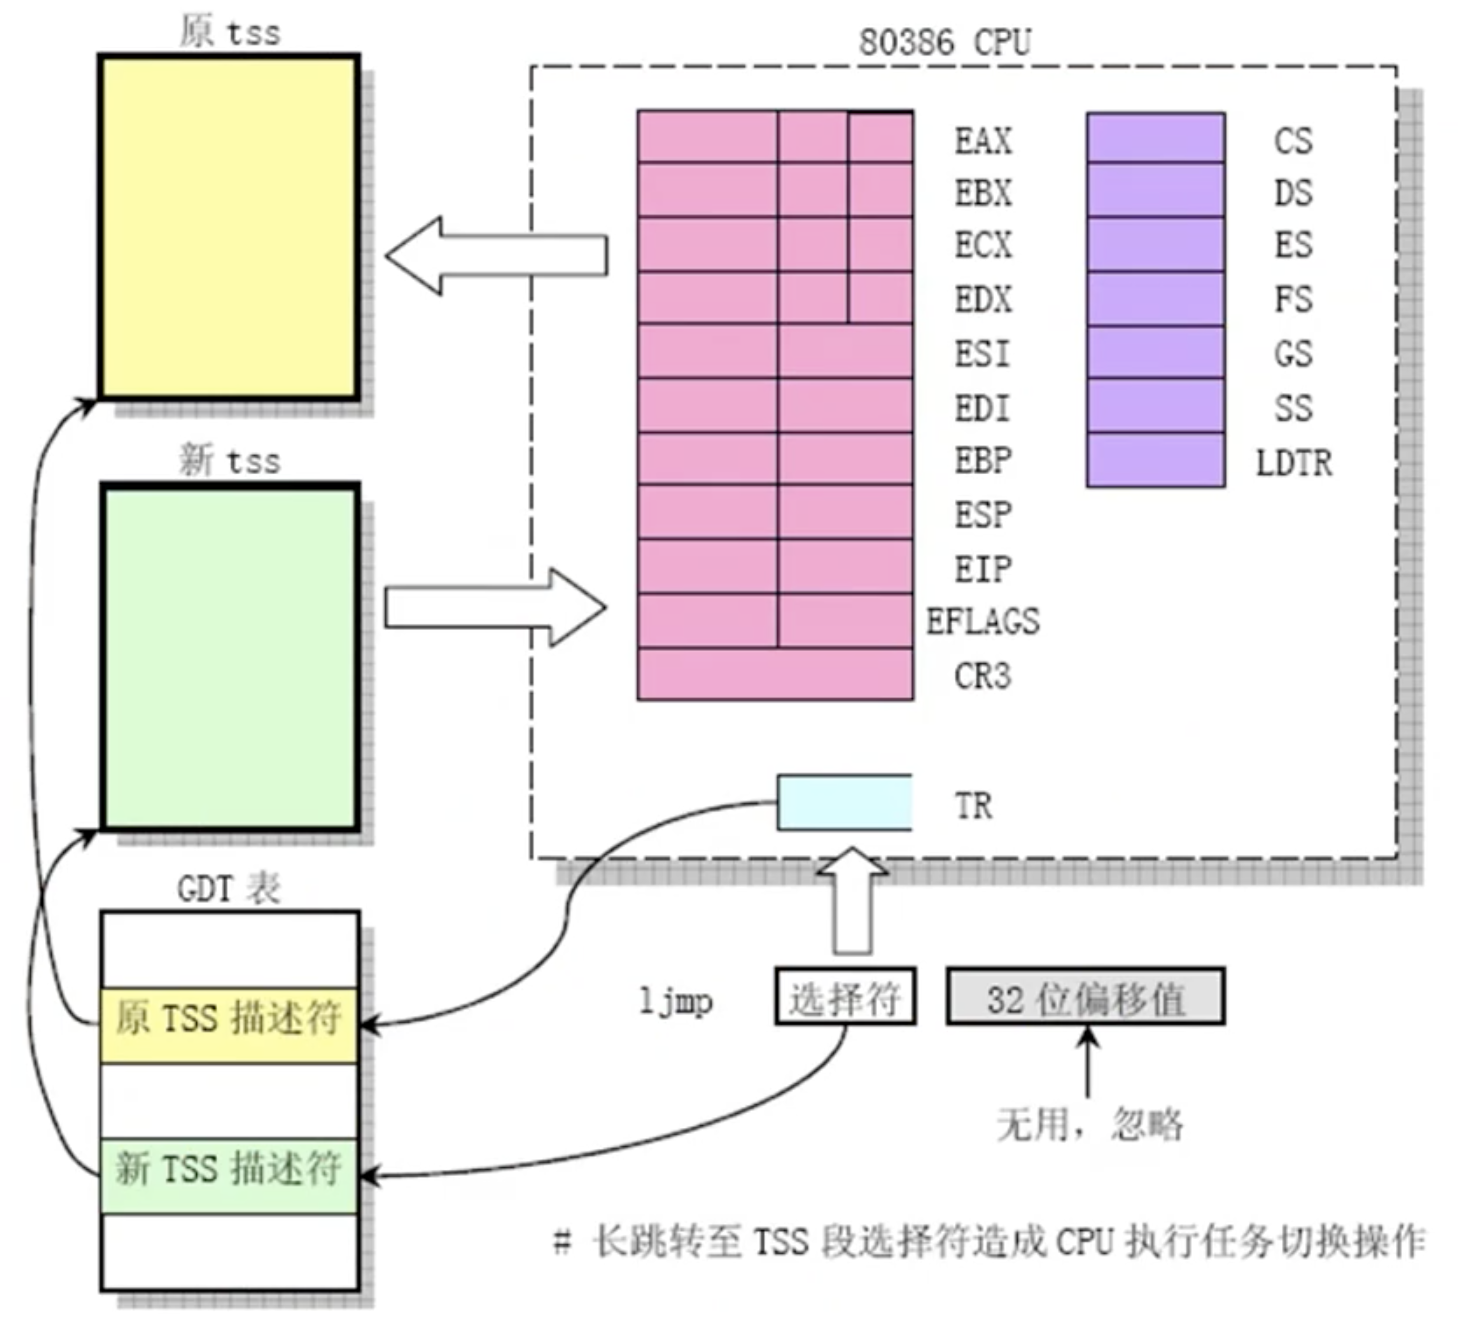 原 tss
80386 CPU
EAX
EBX
ECX
EDX
ESI
EDI
EBP
ESP
EIP
EFLAGS
CR3
CS
DS
ES
FS
GS
SS
LDTR
新 tss
TR
GDT 表
原 TSS 描述符
新 TSS 描述符
ljmp 选择符 32 位偏移值
无用，忽略
# 长跳转至 TSS 段选择符造成 CPU 执行任务切换操作